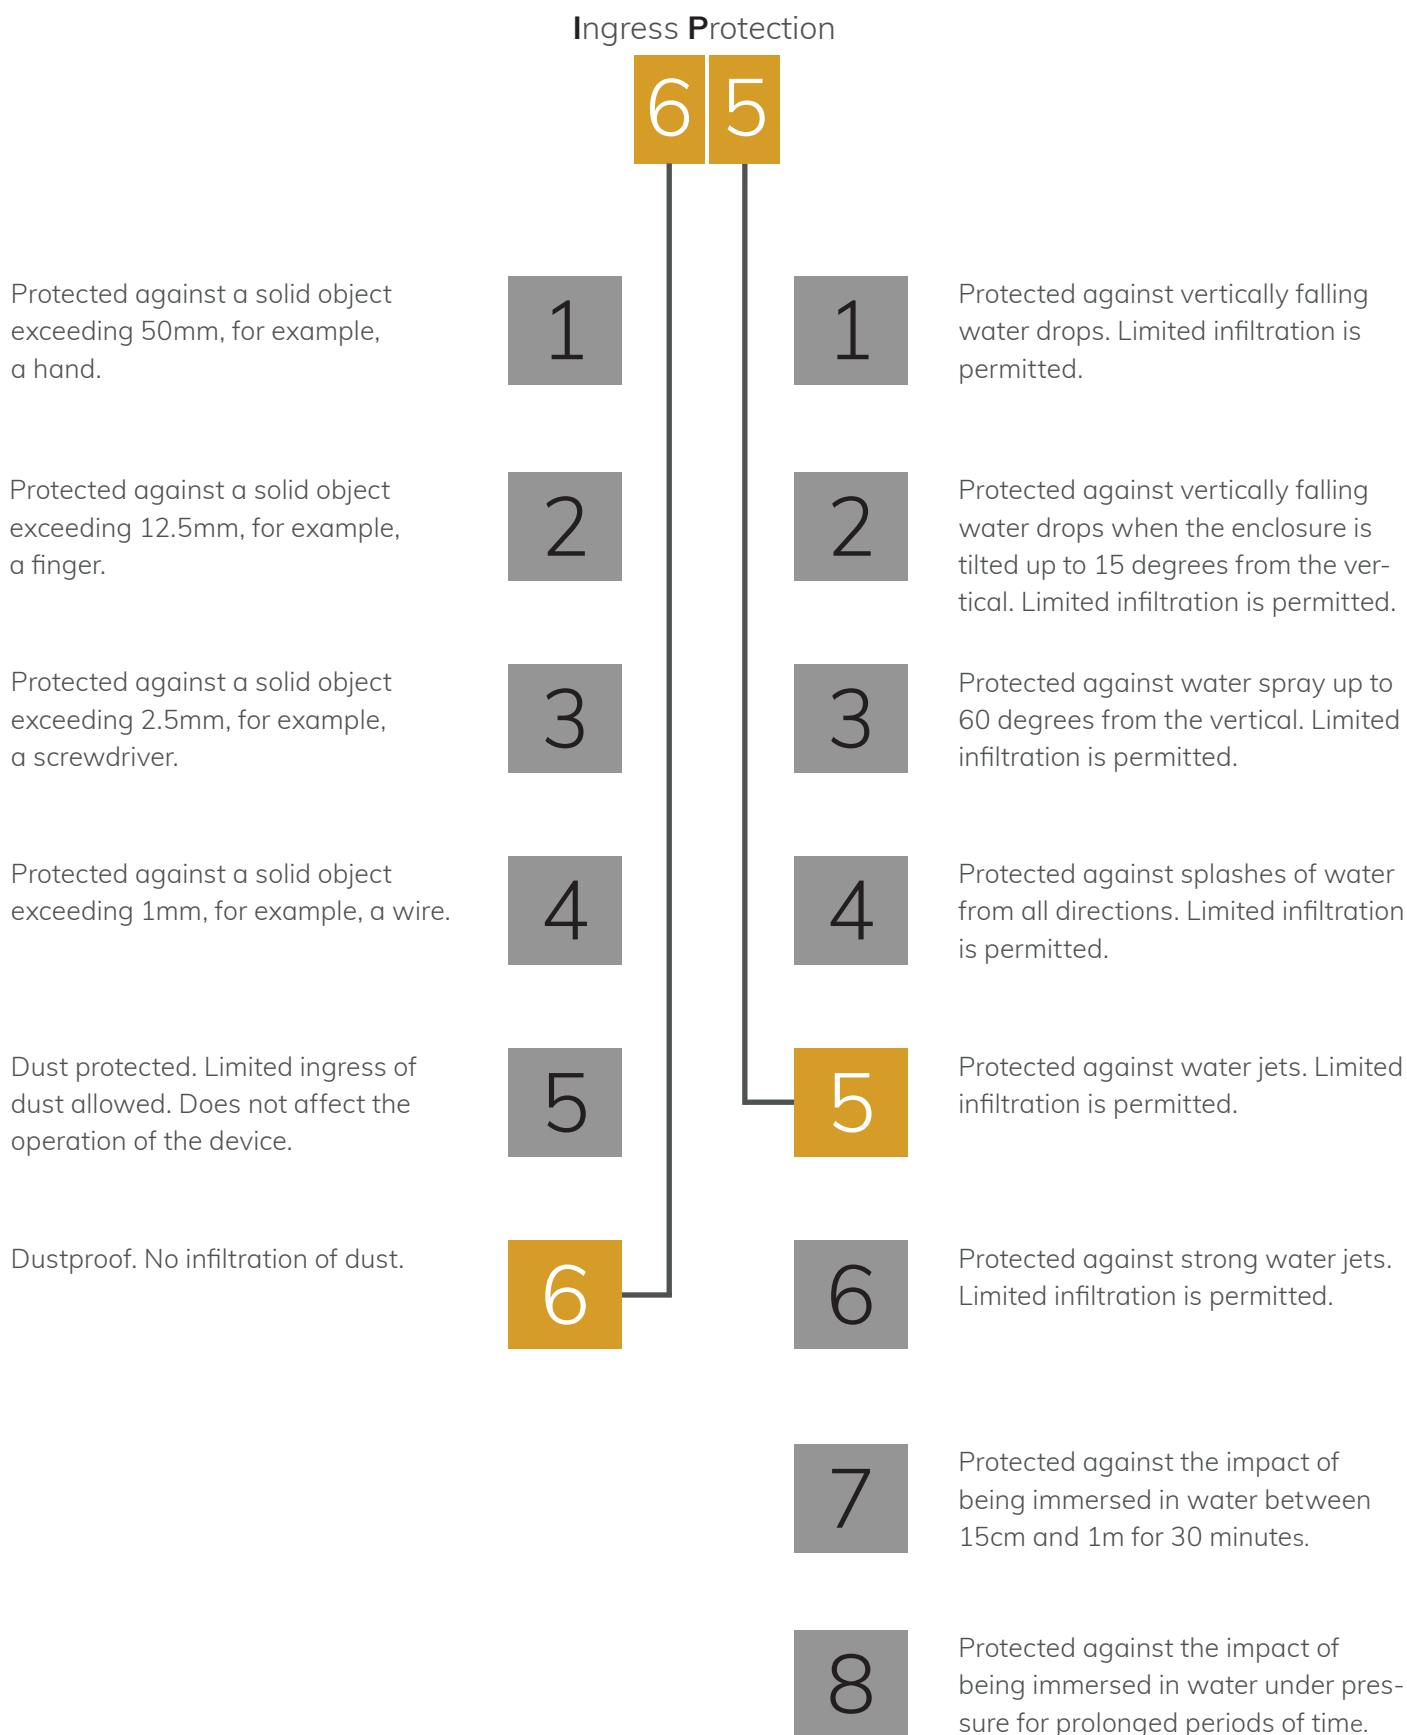 Ingress Protection
6 5
Protected against a solid object
exceeding 50mm, for example,
a hand.
1
1
Protected against vertically falling
water drops. Limited infiltration is
permitted.
Protected against a solid object
exceeding 12.5mm, for example,
a finger.
2
2
Protected against vertically falling
water drops when the enclosure is
tilted up to 15 degrees from the ver-
tical. Limited infiltration is permitted.
Protected against a solid object
exceeding 2.5mm, for example,
a screwdriver.
3
3
Protected against water spray up to
60 degrees from the vertical. Limited
infiltration is permitted.
Protected against a solid object
exceeding 1mm, for example, a wire.
4
4
Protected against splashes of water
from all directions. Limited infiltration
is permitted.
Dust protected. Limited ingress of
dust allowed. Does not affect the
operation of the device.
5
5
Protected against water jets. Limited
infiltration is permitted.
Dustproof. No infiltration of dust.
6
6
Protected against strong water jets.
Limited infiltration is permitted.
7
Protected against the impact of
being immersed in water between
15cm and 1m for 30 minutes.
8
Protected against the impact of
being immersed in water under pres-
sure for prolonged periods of time.